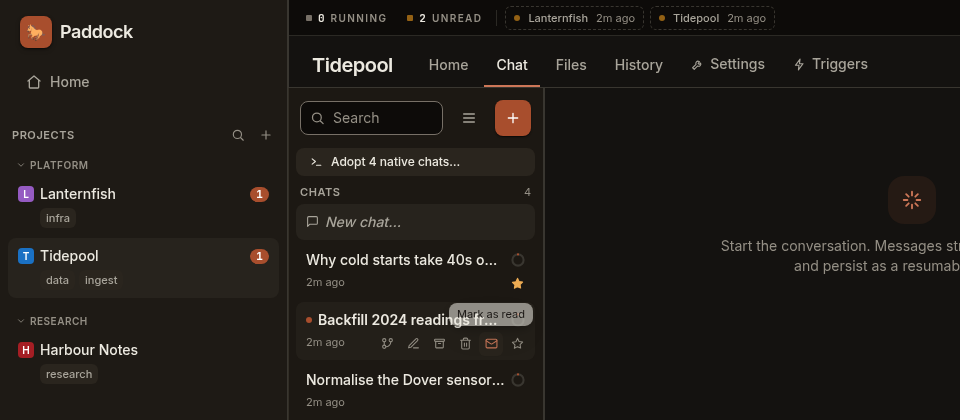 Paddock
Home
PROJECTS
PLATFORM
L Lanternfish 1
infra
T Tidepool 1
data ingest
RESEARCH
H Harbour Notes
research
0 RUNNING 2 UNREAD Lanternfish 2m ago Tidepool 2m ago
Tidepool Home Chat Files History Settings Triggers
Search
Adopt 4 native chats...
CHATS 4
New chat...
Why cold starts take 40s o...
2m ago
Mark as read
Backfill 2024 readings fr...
2m ago
Normalise the Dover sensor...
2m ago
Start the conversation. Messages
and persist as a